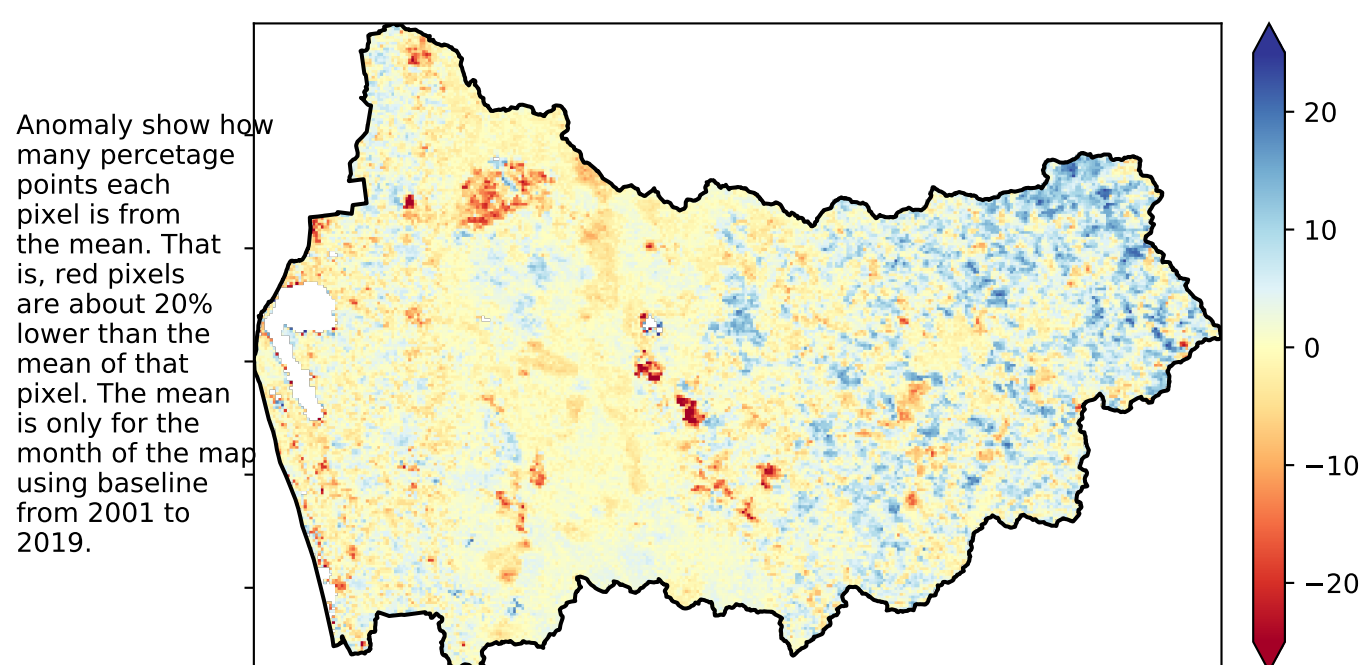 Anomaly show how
many percetage
points each
pixel is from
the mean. That
is, red pixels
are about 20%
lower than the
mean of that
pixel. The mean
is only for the
month of the map
using baseline
from 2001 to
2019.
20
10
0
−10
−20